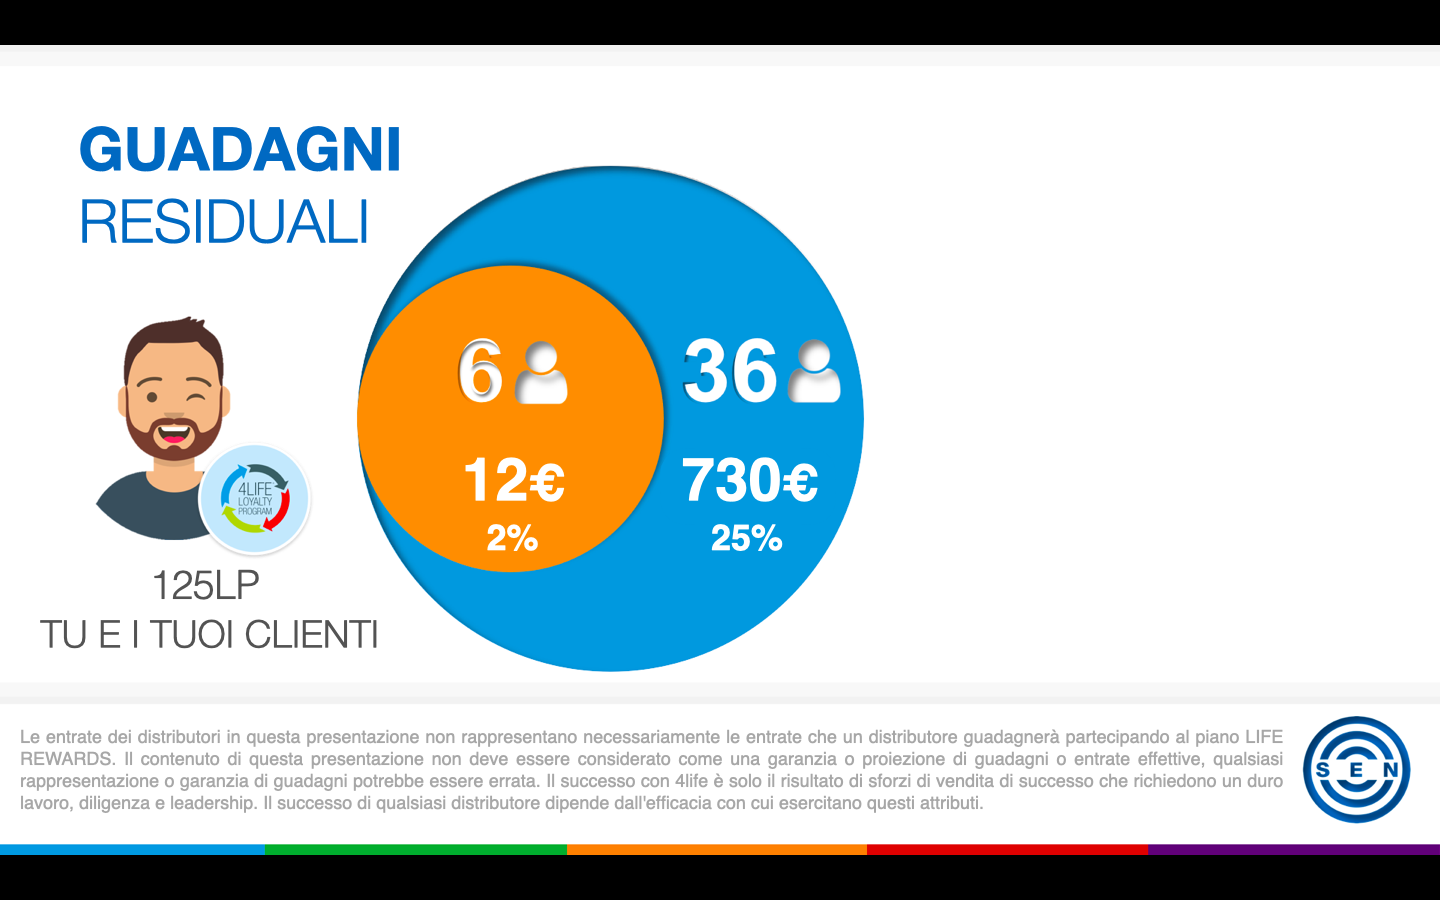 GUADAGNI
RESIDUALI
6
36
12€
730€
2%
25%
4LIFE
LOYALTY
PROGRAM
125LP
TU E I TUOI CLIENTI
Le entrate dei distributori in questa presentazione non rappresentano necessariamente le entrate che un distributore guadagnerà partecipando al piano LIFE
REWARDS. Il contenuto di questa presentazione non deve essere considerato come una garanzia o proiezione di guadagni o entrate effettive, qualsiasi
rappresentazione o garanzia di guadagni potrebbe essere errata. Il successo con 4life è solo il risultato di sforzi di vendita di successo che richiedono un duro
lavoro, diligenza e leadership. Il successo di qualsiasi distributore dipende dall'efficacia con cui esercitano questi attributi.
SEN